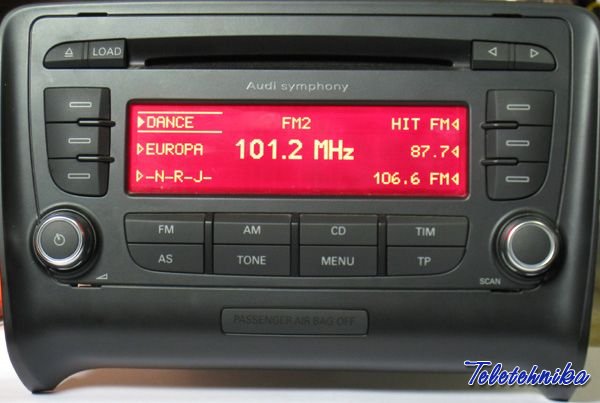 LOAD
Audi symphony
DANCE FM2 HIT FM
EUROPA 101.2 MHz 87.7
-N-R-J- 106.6 FM
FM AM CD TIM
AS TONE MENU TP
SCAN
PASSENGER AIR BAG OFF
Teletehnika